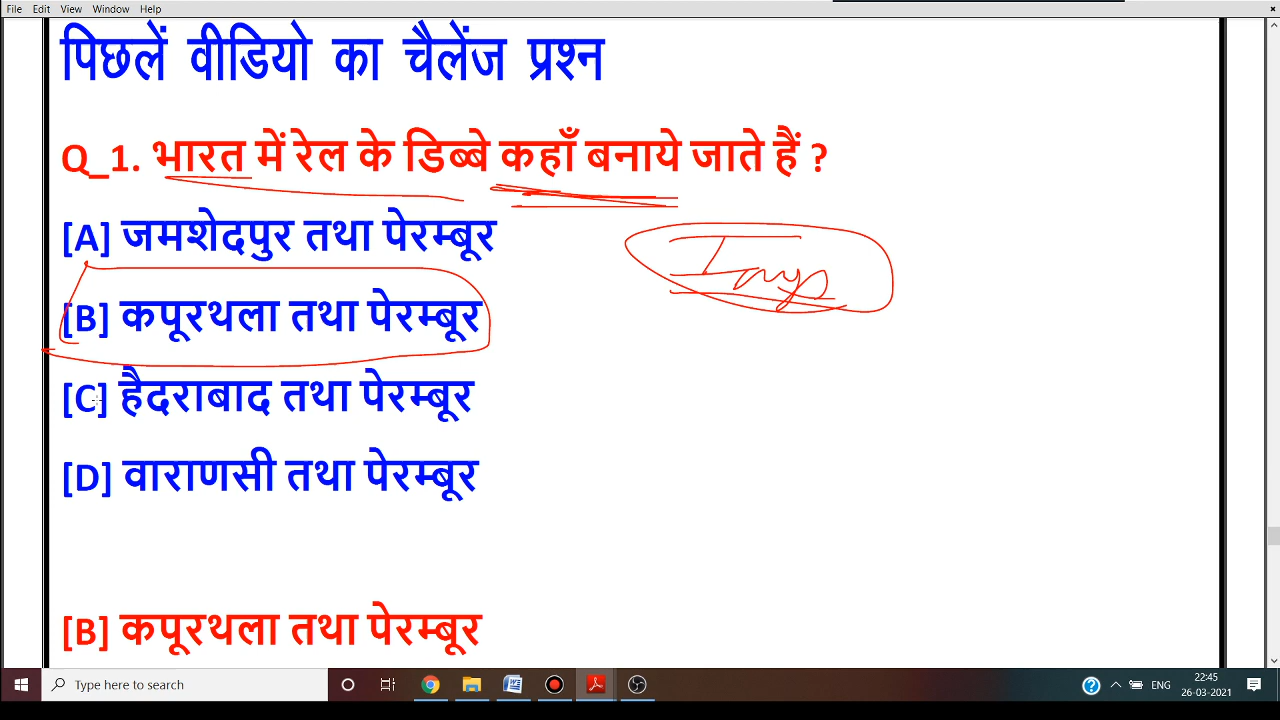 File Edit View Window Help
पिछलें वीडियो का चैलेंज प्रश्न
Q_1. भारत में रेल के डिब्बे कहाँ बनाये जाते हैं ?
[A] जमशेदपुर तथा पेरम्बूर
[B] कपूरथला तथा पेरम्बूर
[C] हैदराबाद तथा पेरम्बूर
[D] वाराणसी तथा पेरम्बूर
[B] कपूरथला तथा पेरम्बूर
Type here to search
ENG
22:45
26-03-2021